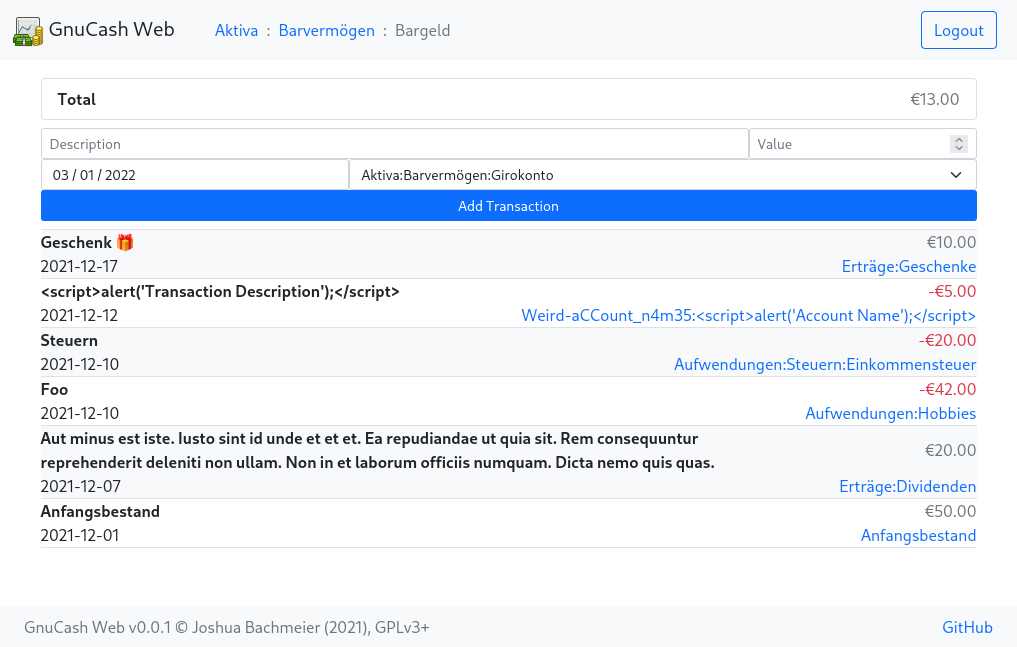 GnuCash Web Aktiva : Barvermögen : Bargeld Logout
Total €13.00
Description Value
03 / 01 / 2022 Aktiva:Barvermögen:Girokonto
Add Transaction
Geschenk 🎁 €10.00
2021-12-17 Erträge:Geschenke
<script>alert('Transaction Description');</script> -€5.00
2021-12-12 Weird-aCCount_n4m35:<script>alert('Account Name');</script>
Steuern -€20.00
2021-12-10 Aufwendungen:Steuern:Einkommensteuer
Foo -€42.00
2021-12-10 Aufwendungen:Hobbies
Aut minus est iste. Iusto sint id unde et et et. Ea repudiandae ut quia sit. Rem consequuntur
reprehenderit deleniti non ullam. Non in et laborum officiis numquam. Dicta nemo quis quas.
€20.00
2021-12-07 Erträge:Dividenden
Anfangsbestand €50.00
2021-12-01 Anfangsbestand
GnuCash Web v0.0.1 © Joshua Bachmeier (2021), GPLv3+ GitHub